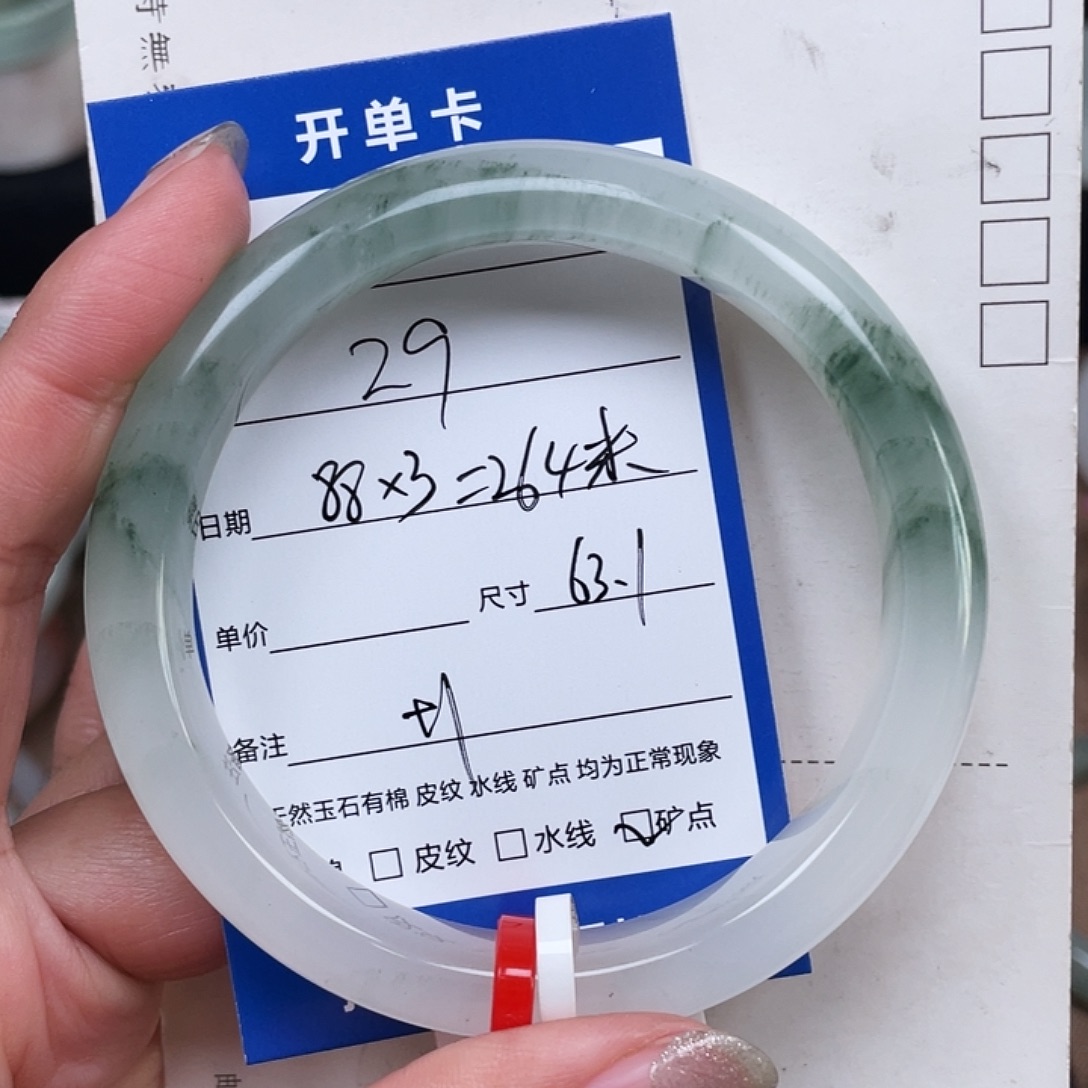 開单卡
29
日期 88×3=264米
单价 尺寸 63.1
备注 +1
天然玉石有棉 皮纹 水线 矿点 均为正常现象
□ 皮纹 □ 水线 ☑ 矿点